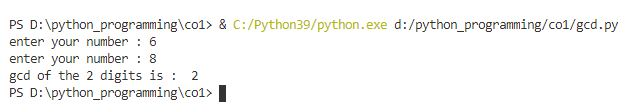 PS D:\python_programming\co1> & C:/Python39/python.exe d:/python_programming/co1/gcd.py
enter your number : 6
enter your number : 8
gcd of the 2 digits is :  2
PS D:\python_programming\co1>